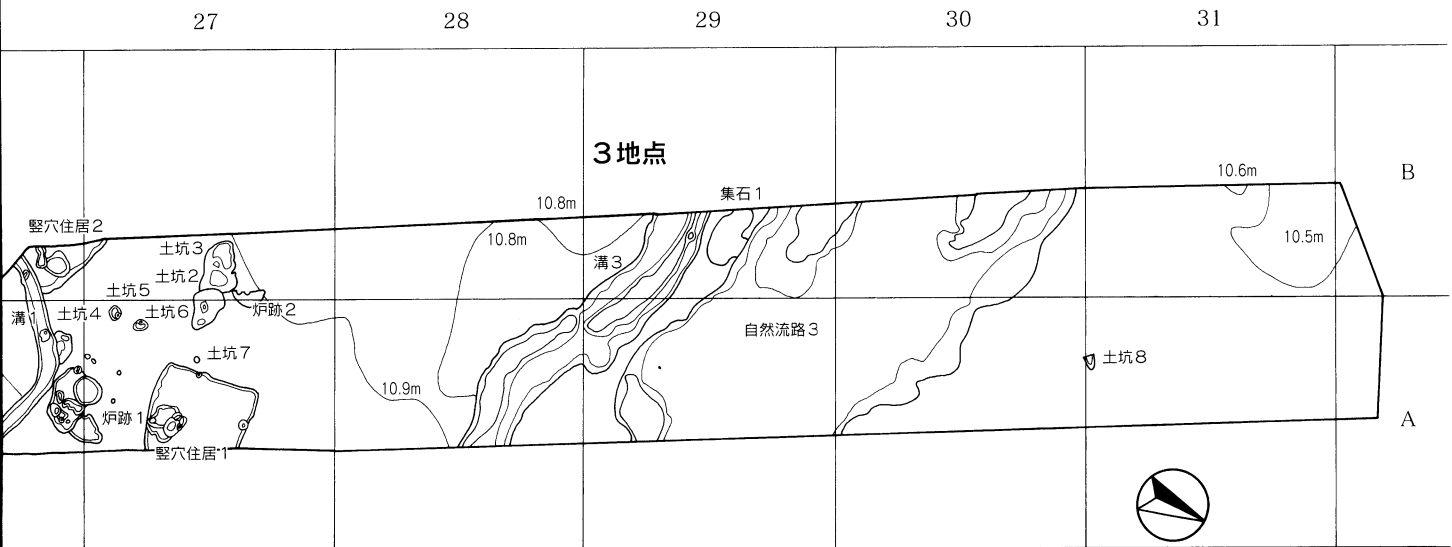 27
28
29
30
31
3地点
B
10.6m
集石1
10.8m
竪穴住居2
10.8m
10.5m
土坑3
溝3
土坑2
土坑5
溝1
土坑4
土坑6
炉跡2
自然流路3
土坑7
土坑8
10.9m
炉跡1
A
竪穴住居1